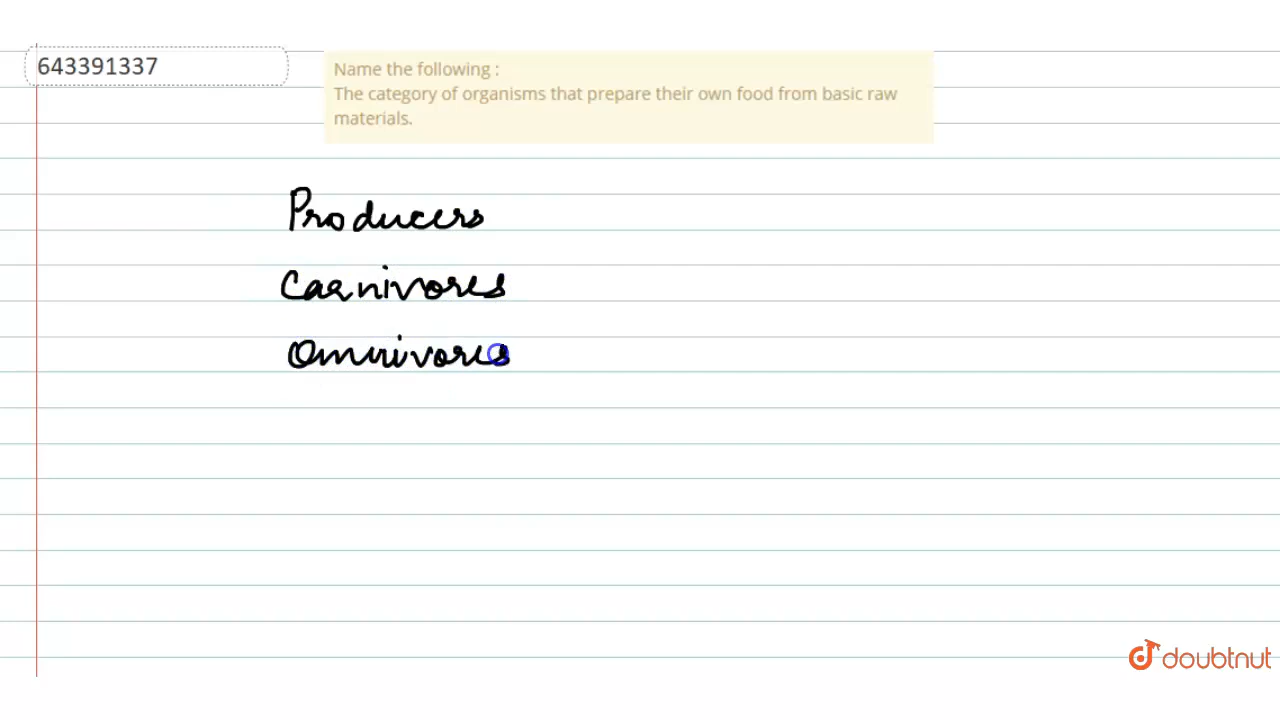 643391337
Name the following :
The category of organisms that prepare their own food from basic raw
materials.
Producers
Carnivores
Omnivores
doubtnut